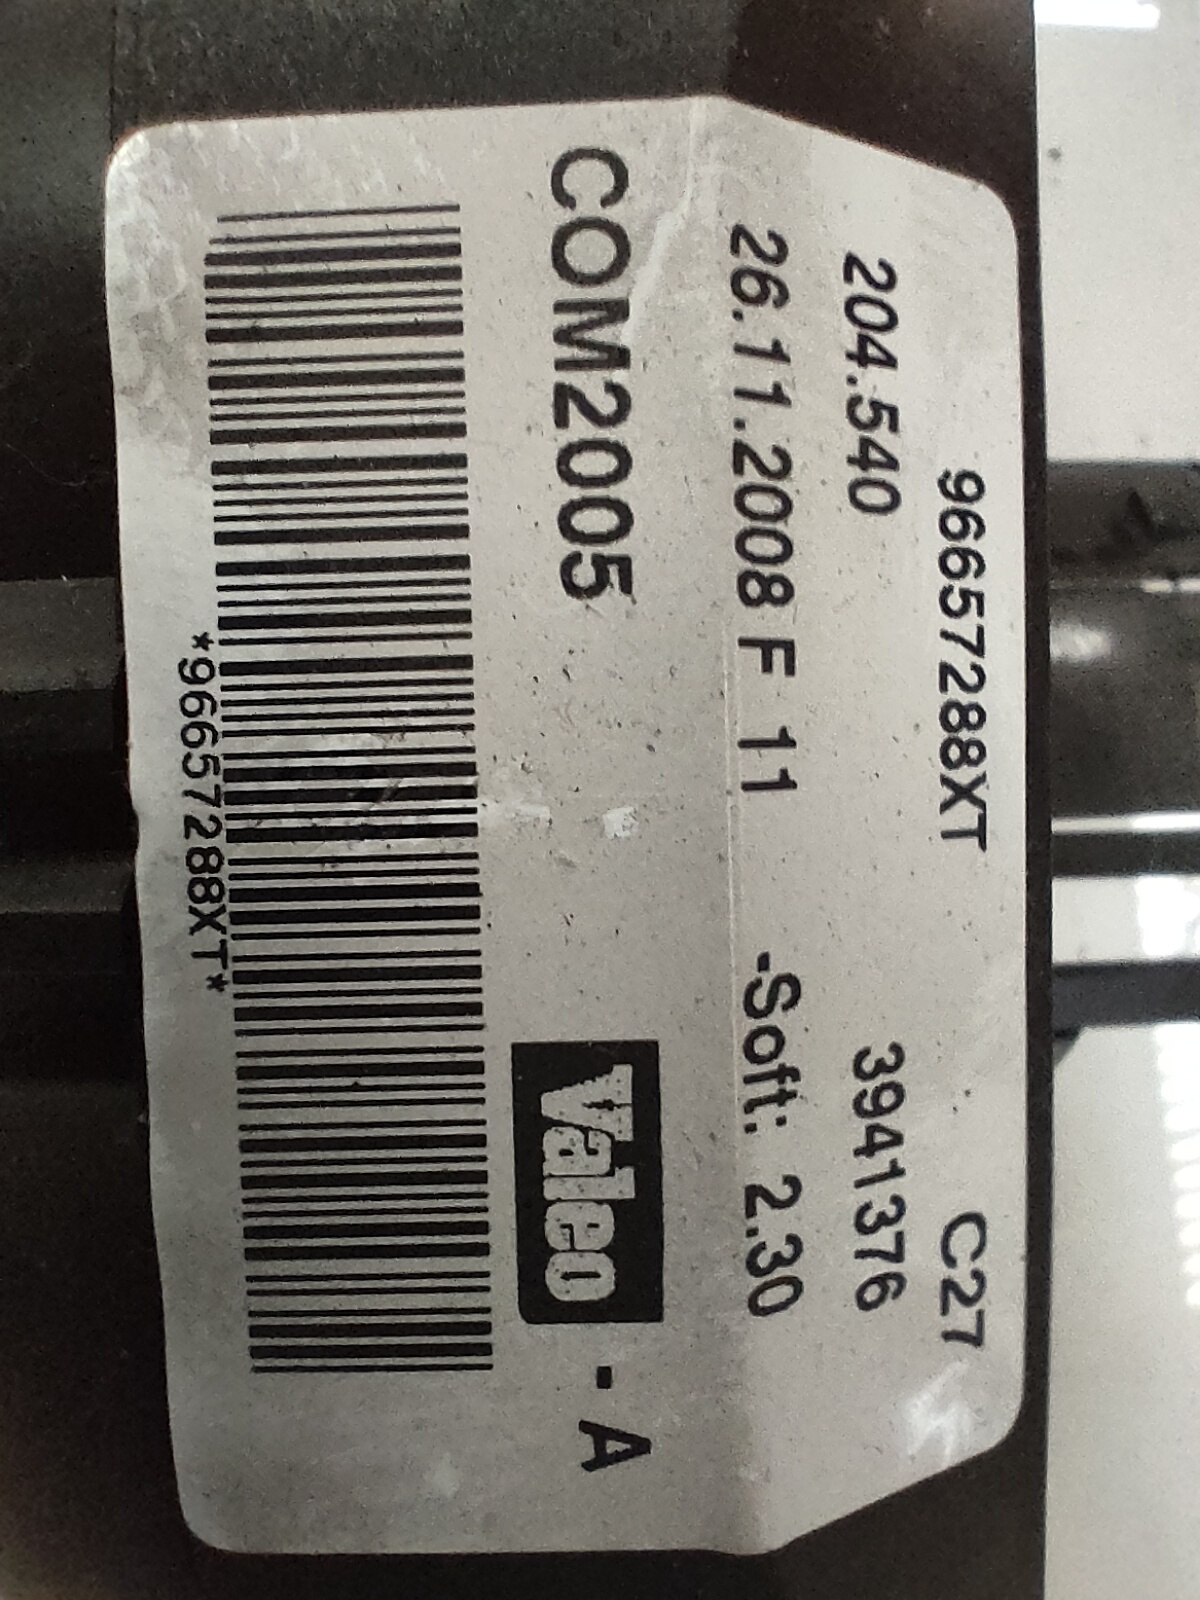 96657288XT C27
204.540 3941376
26.11.2008 F 11 -Soft: 2.30
COM2005 Valeo - A
*96657288XT*